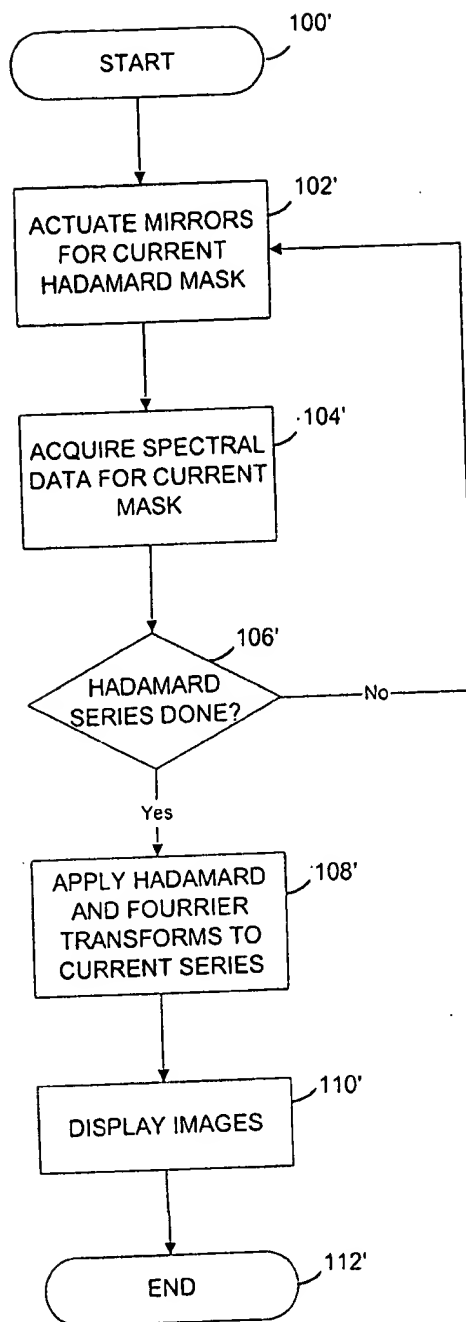 START
100'
ACTUATE MIRRORS
FOR CURRENT
HADAMARD MASK
102'
ACQUIRE SPECTRAL
DATA FOR CURRENT
MASK
104'
HADAMARD
SERIES DONE?
106'
No
Yes
APPLY HADAMARD
AND FOURRIER
TRANSFORMS TO
CURRENT SERIES
108'
DISPLAY IMAGES
110'
END
112'